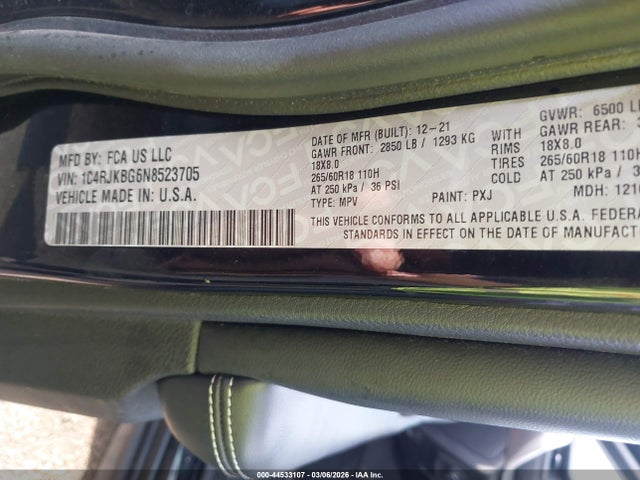 MFD BY: FCA US LLC
VIN: 1C4RJKBG6N8523705
VEHICLE MADE IN U.S.A.
DATE OF MFR (BUILT): 12-21
GAWR FRONT: 2850 LB / 1293 KG WITH
18X8.0 RIMS
265/60R18 110H TIRES
AT 250 kPa / 36 PSI COLD
TYPE: MPV PAINT: PXJ
GVWR: 6500
GAWR REAR:
18X8.0
265/60R18 110H
AT 250 kPa / 36
MDH: 121
THIS VEHICLE CONFORMS TO ALL APPLICABLE U.S.A. FEDERA
STANDARDS IN EFFECT ON THE DATE OF MANUFACTU
000-44533107 - 03/06/2026 - IAA Inc.